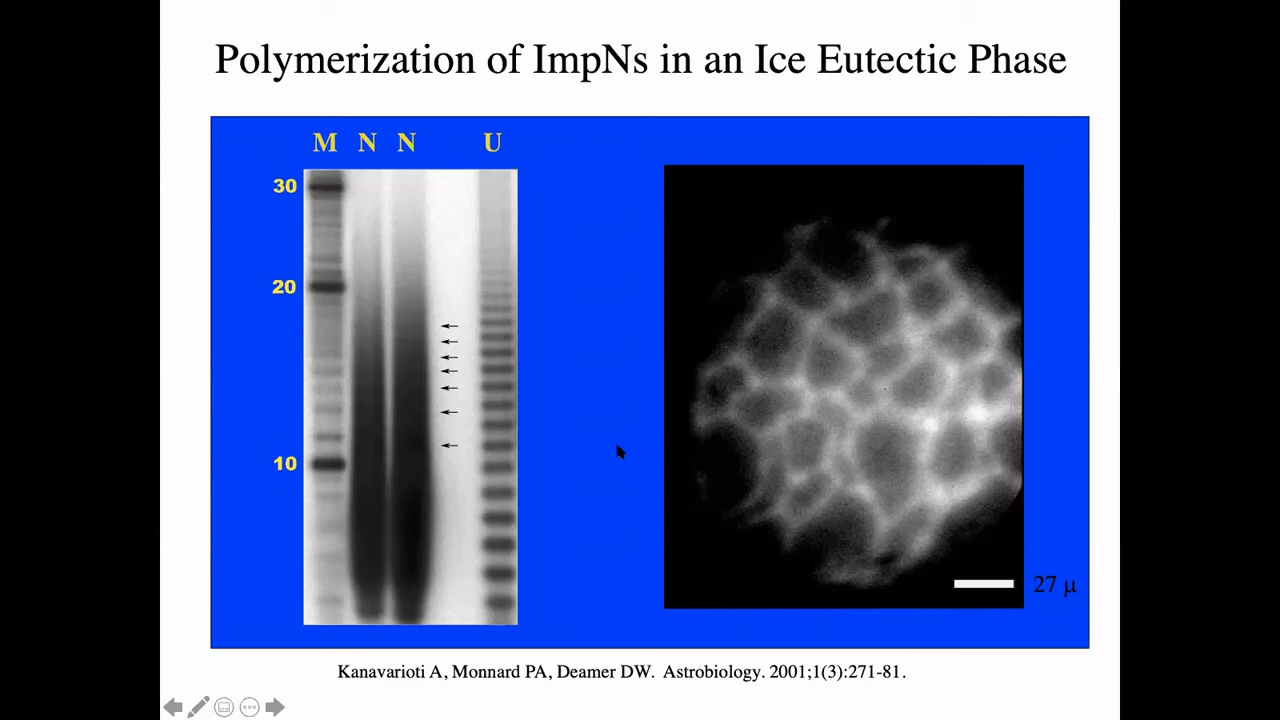 Polymerization of ImpNs in an Ice Eutectic Phase
M N N U
30
20
10
27 μ
Kanavarioti A, Monnard PA, Deamer DW. Astrobiology. 2001;1(3):271-81.